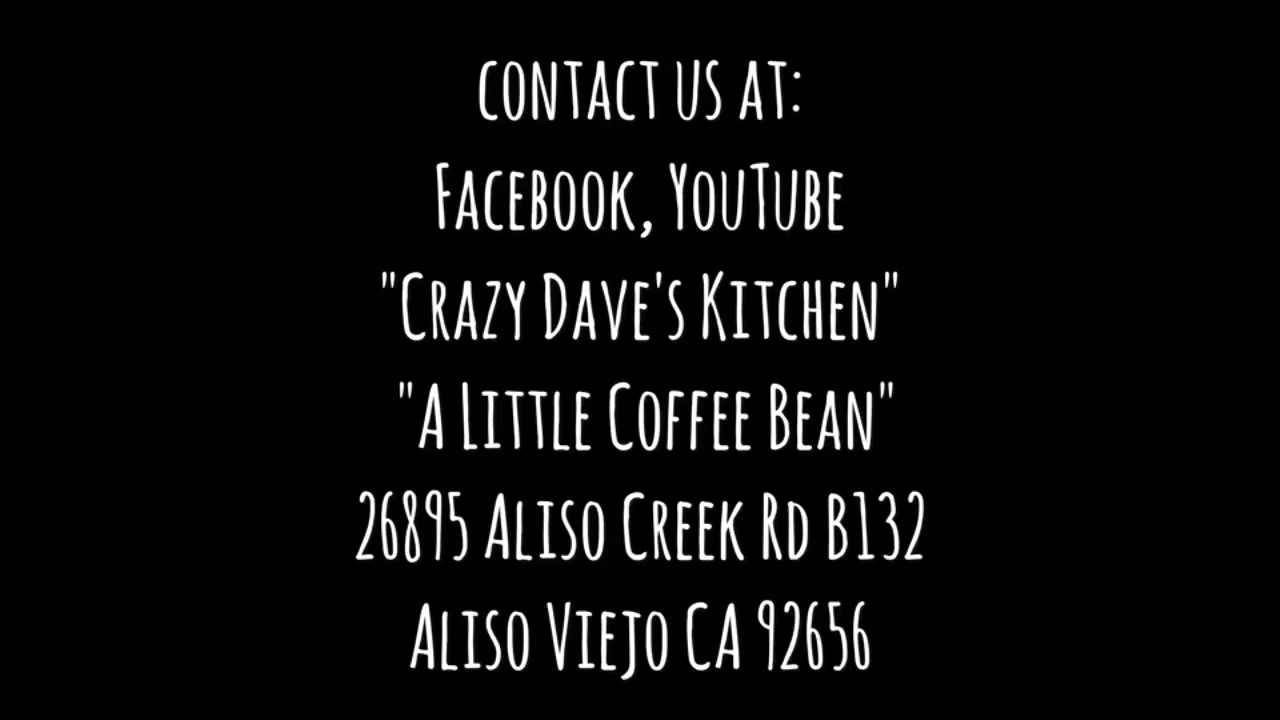 CONTACT US AT:
FACEBOOK, YOUTUBE
"CRAZY DAVE'S KITCHEN"
"A LITTLE COFFEE BEAN"
26895 ALISO CREEK RD B132
ALISO VIEJO CA 92656